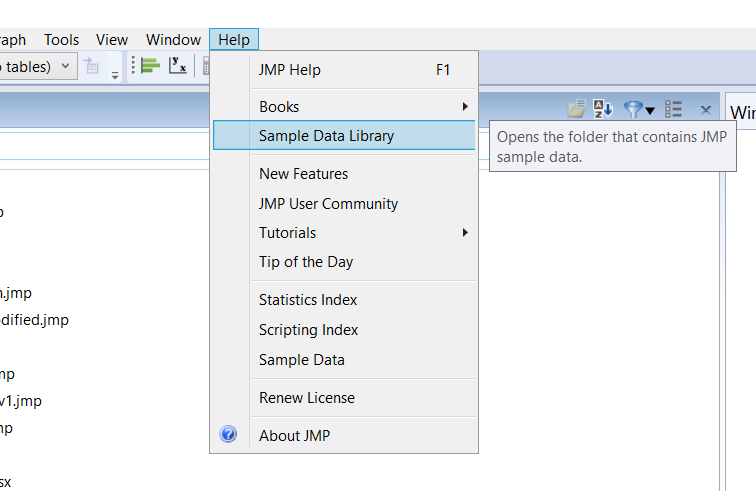 raph Tools View Window Help
o tables)
JMP Help F1
Books
Sample Data Library
Opens the folder that contains JMP
sample data.
New Features
JMP User Community
Tutorials
Tip of the Day
Statistics Index
Scripting Index
Sample Data
Renew License
About JMP
Win
p
n.jmp
dified.jmp
mp
v1.jmp
mp
sx